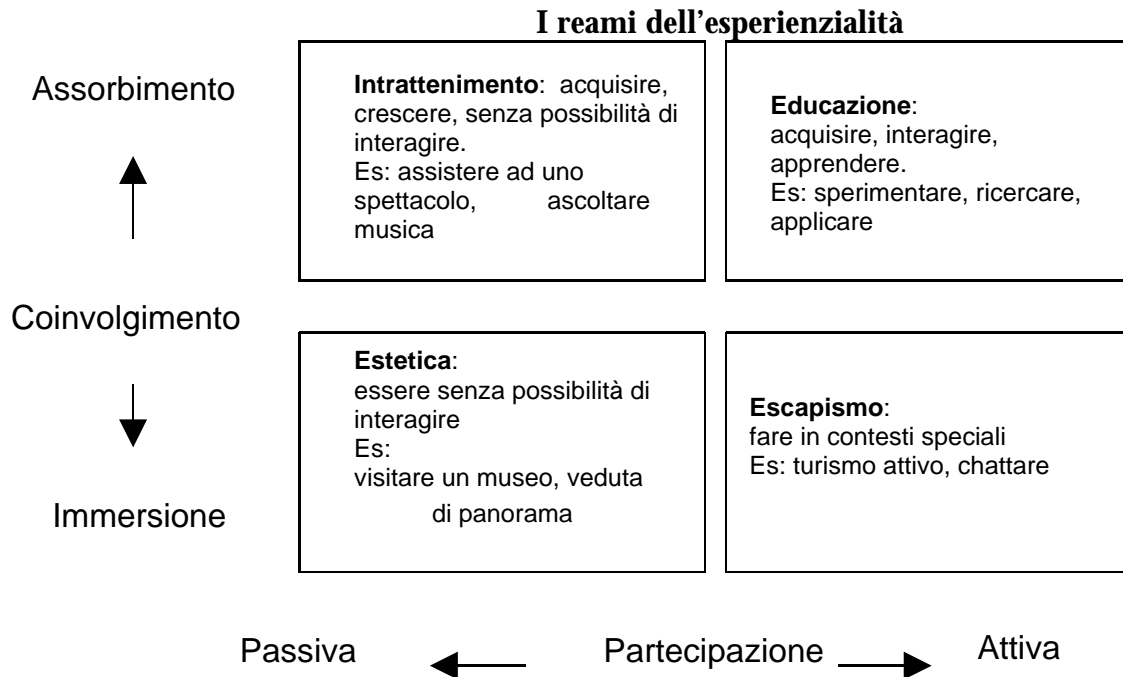 I reami dell'esperienzialità
Assorbimento
Intrattenimento: acquisire,
crescere, senza possibilità di
interagire.
Es: assistere ad uno
spettacolo, ascoltare
musica
Educazione:
acquisire, interagire,
apprendere.
Es: sperimentare, ricercare,
applicare
Coinvolgimento
Estetica:
essere senza possibilità di
interagire
Es:
visitare un museo, veduta
di panorama
Escapismo:
fare in contesti speciali
Es: turismo attivo, chattare
Immersione
Passiva
Partecipazione
Attiva